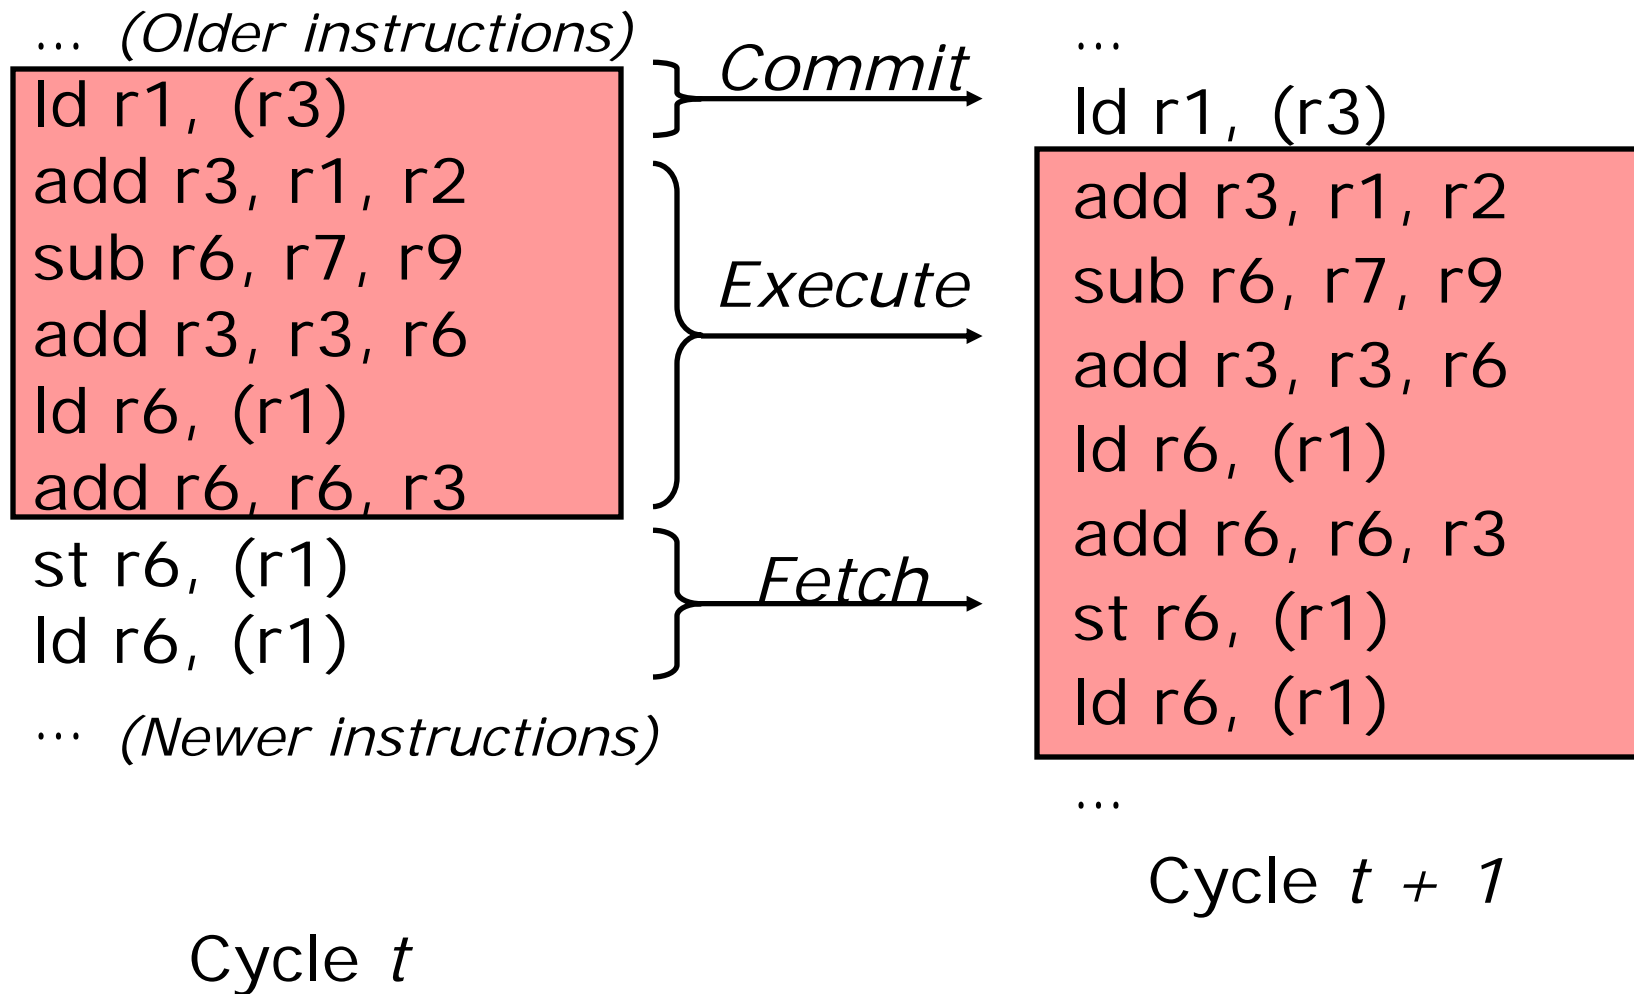 ... (Older instructions)
ld r1, (r3)
add r3, r1, r2
sub r6, r7, r9
add r3, r3, r6
ld r6, (r1)
add r6, r6, r3
st r6, (r1)
ld r6, (r1)
... (Newer instructions)
Cycle t
Commit
Execute
Fetch
...
ld r1, (r3)
add r3, r1, r2
sub r6, r7, r9
add r3, r3, r6
ld r6, (r1)
add r6, r6, r3
st r6, (r1)
ld r6, (r1)
...
Cycle t + 1